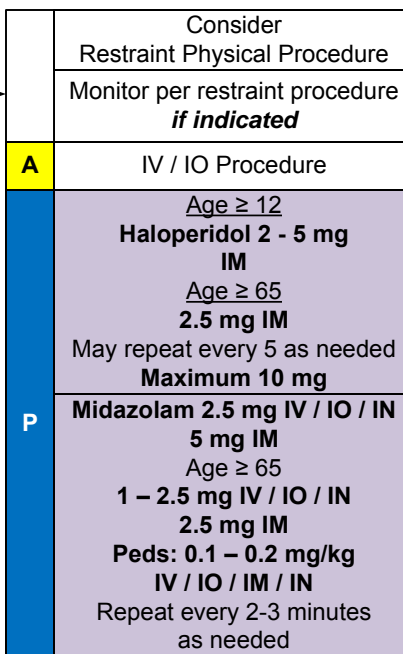 Consider
Restraint Physical Procedure
Monitor per restraint procedure
if indicated
A
IV / IO Procedure
P
Age ≥ 12
Haloperidol 2 - 5 mg
IM
Age ≥ 65
2.5 mg IM
May repeat every 5 as needed
Maximum 10 mg
Midazolam 2.5 mg IV / IO / IN
5 mg IM
Age ≥ 65
1 – 2.5 mg IV / IO / IN
2.5 mg IM
Peds: 0.1 – 0.2 mg/kg
IV / IO / IM / IN
Repeat every 2-3 minutes
as needed